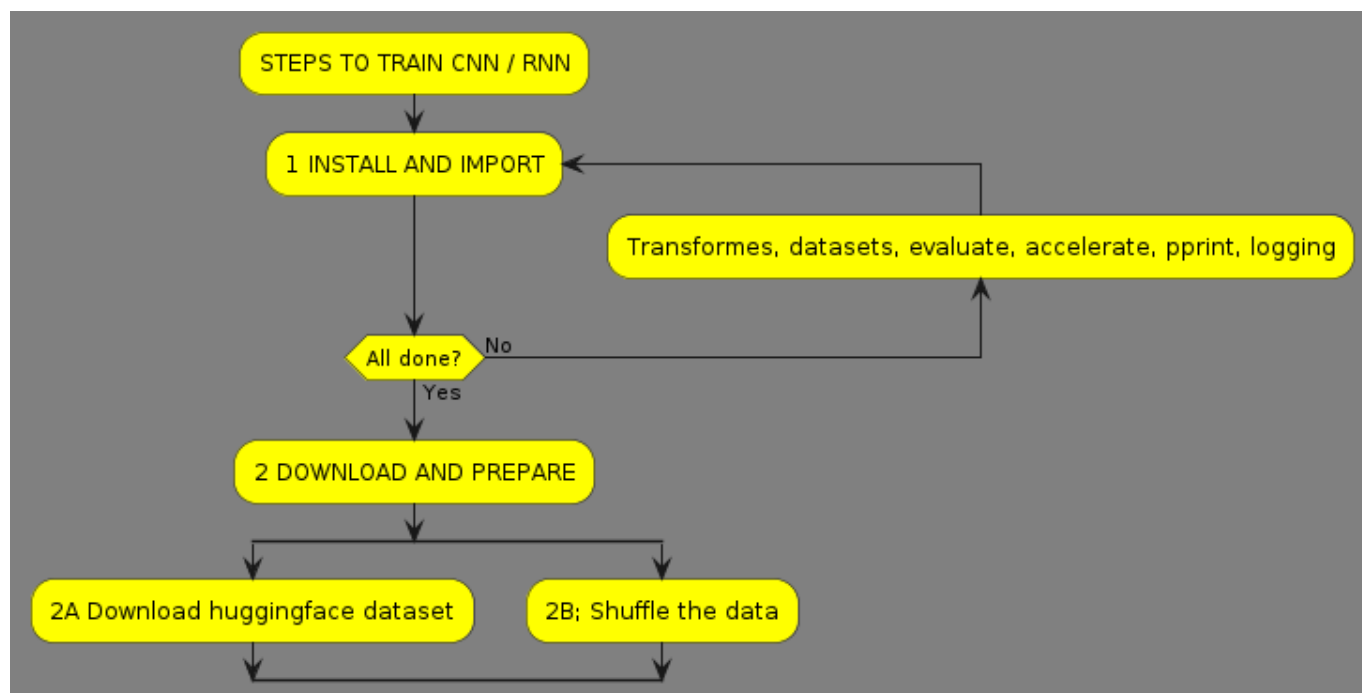 STEPS TO TRAIN CNN / RNN
1 INSTALL AND IMPORT
Transformes, datasets, evaluate, accelerate, pprint, logging
All done?
No
Yes
2 DOWNLOAD AND PREPARE
2A Download huggingface dataset
2B; Shuffle the data